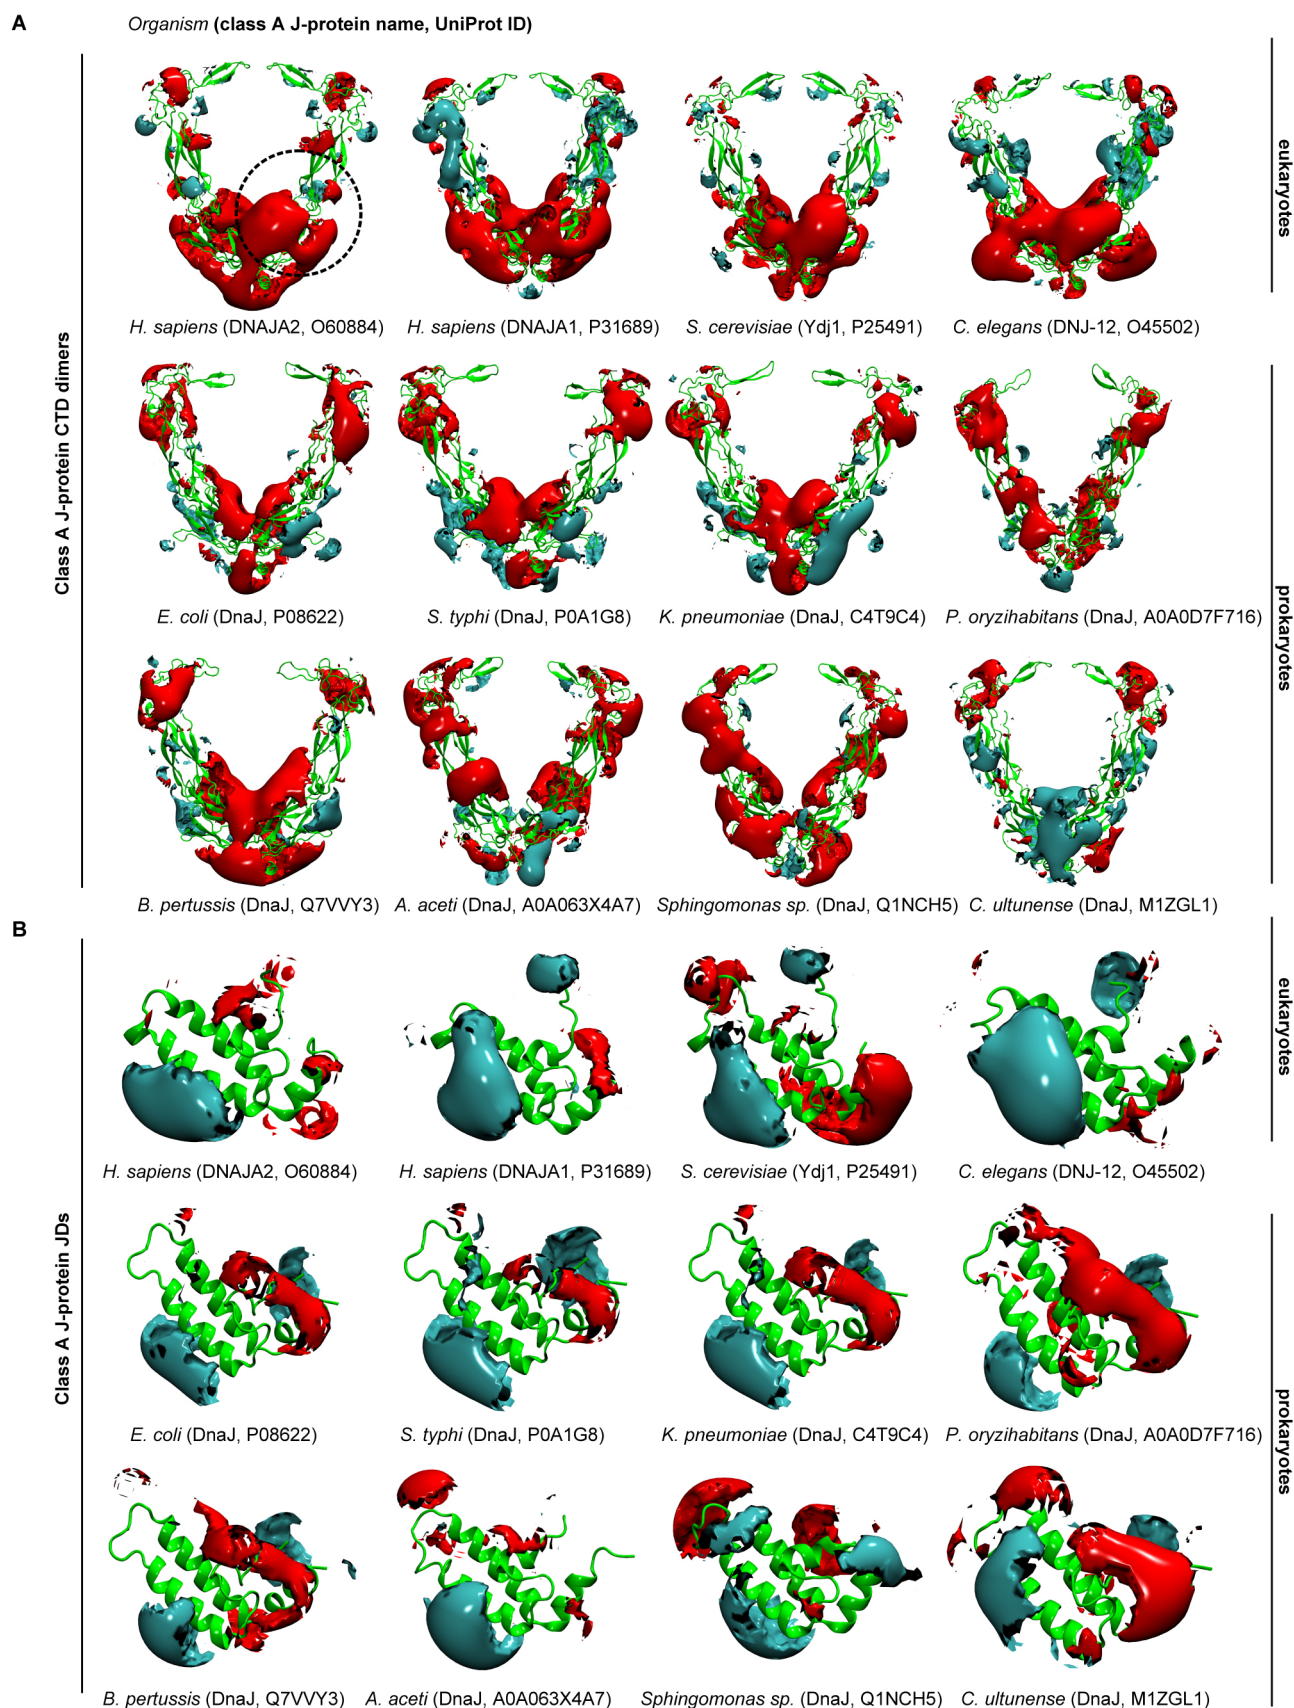 A
Organism (class A J-protein name, UniProt ID)
Class A J-protein CTD dimers
eukaryotes
H. sapiens (DNAJA2, O60884)
H. sapiens (DNAJA1, P31689)
S. cerevisiae (Ydj1, P25491)
C. elegans (DNJ-12, O45502)
prokaryotes
E. coli (DnaJ, P08622)
S. typhi (DnaJ, P0A1G8)
K. pneumoniae (DnaJ, C4T9C4)
P. oryzihabitans (DnaJ, A0A0D7F716)
B. pertussis (DnaJ, Q7VVY3)
A. aceti (DnaJ, A0A063X4A7)
Sphingomonas sp. (DnaJ, Q1NCH5)
C. ultunense (DnaJ, M1ZGL1)
B
Class A J-protein JDs
eukaryotes
H. sapiens (DNAJA2, O60884)
H. sapiens (DNAJA1, P31689)
S. cerevisiae (Ydj1, P25491)
C. elegans (DNJ-12, O45502)
prokaryotes
E. coli (DnaJ, P08622)
S. typhi (DnaJ, P0A1G8)
K. pneumoniae (DnaJ, C4T9C4)
P. oryzihabitans (DnaJ, A0A0D7F716)
B. pertussis (DnaJ, Q7VVY3)
A. aceti (DnaJ, A0A063X4A7)
Sphingomonas sp. (DnaJ, Q1NCH5)
C. ultunense (DnaJ, M1ZGL1)